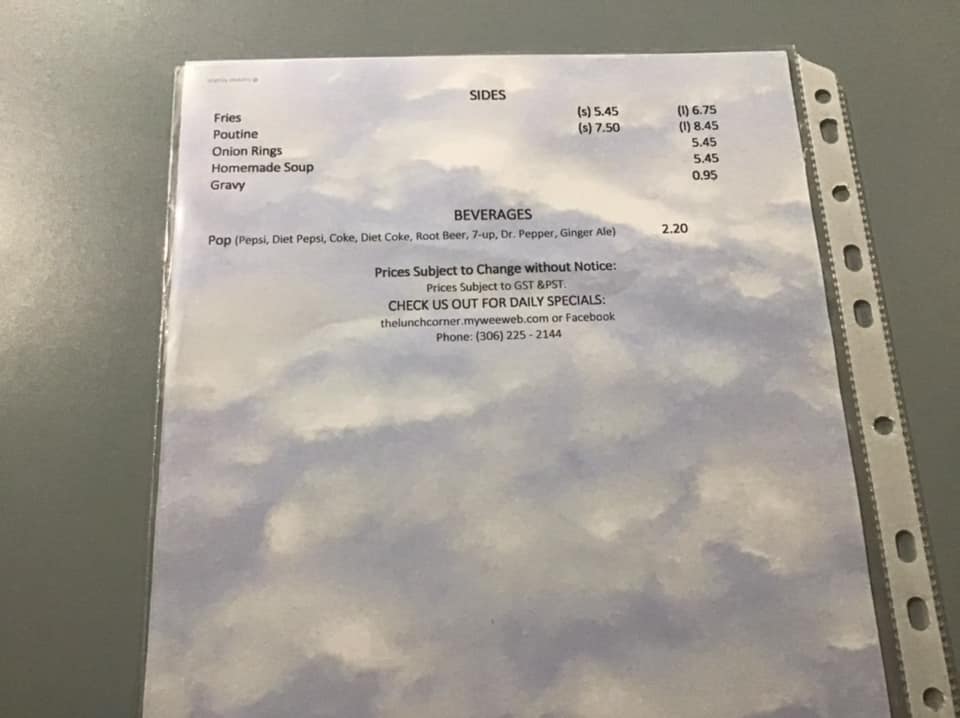 SIDES
Fries (s) 5.45 (l) 6.75
Poutine (s) 7.50 (l) 8.45
Onion Rings 5.45
Homemade Soup 5.45
Gravy 0.95
BEVERAGES
Pop (Pepsi, Diet Pepsi, Coke, Diet Coke, Root Beer, 7-up, Dr. Pepper, Ginger Ale) 2.20
Prices Subject to Change without Notice:
Prices Subject to GST &PST.
CHECK US OUT FOR DAILY SPECIALS:
thelunchcorner.myweeweb.com or Facebook
Phone: (306) 225 - 2144